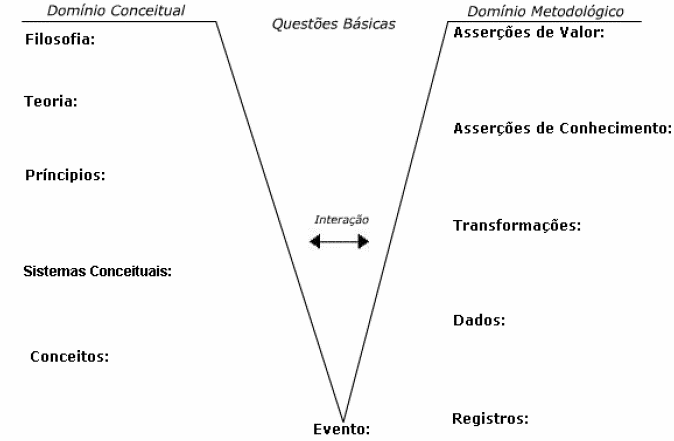 Domínio Conceitual
Questões Básicas
Domínio Metodológico
Filosofia:
Teoria:
Príncipios:
Sistemas Conceituais:
Conceitos:
Interação
Evento:
Asserções de Valor:
Asserções de Conhecimento:
Transformações:
Dados:
Registros: